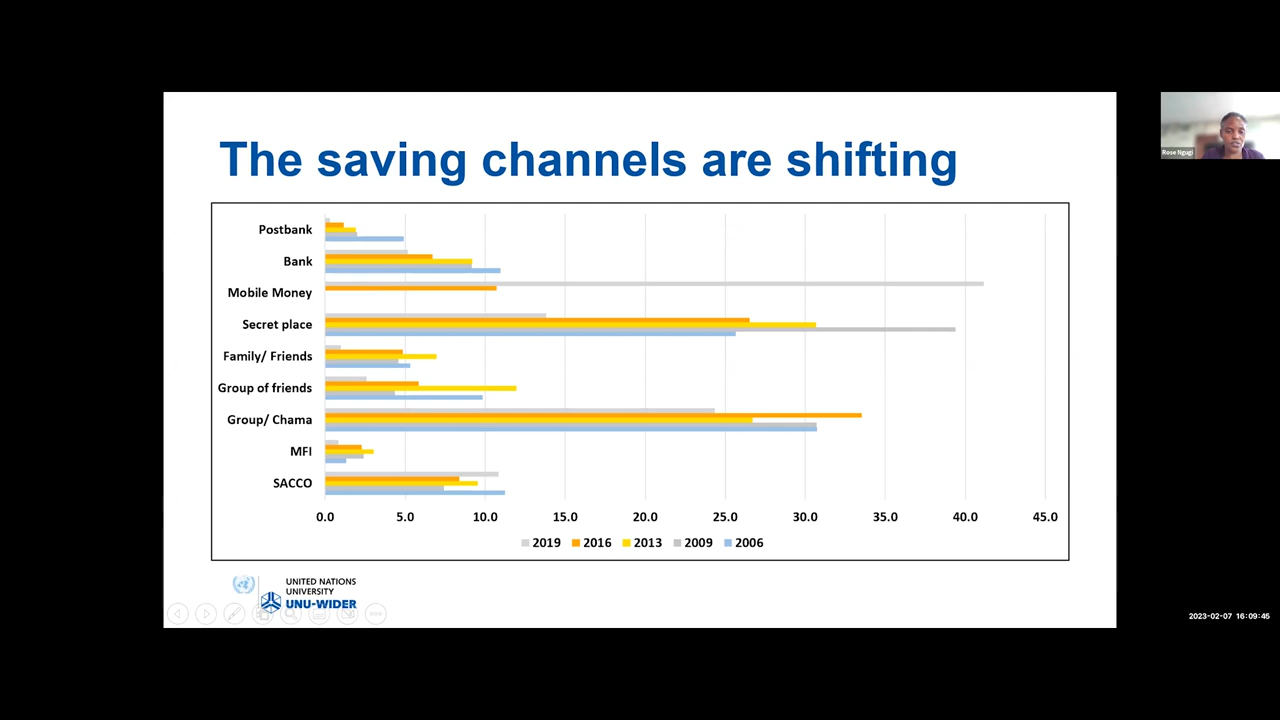 The saving channels are shifting
Postbank
Bank
Mobile Money
Secret place
Family/ Friends
Group of friends
Group/ Chama
MFI
SACCO
0.0 5.0 10.0 15.0 20.0 25.0 30.0 35.0 40.0 45.0
2019 2016 2013 2009 2006
UNITED NATIONS
UNIVERSITY
UNU-WIDER
Rose Ngugi
2023-02-07 16:09:45